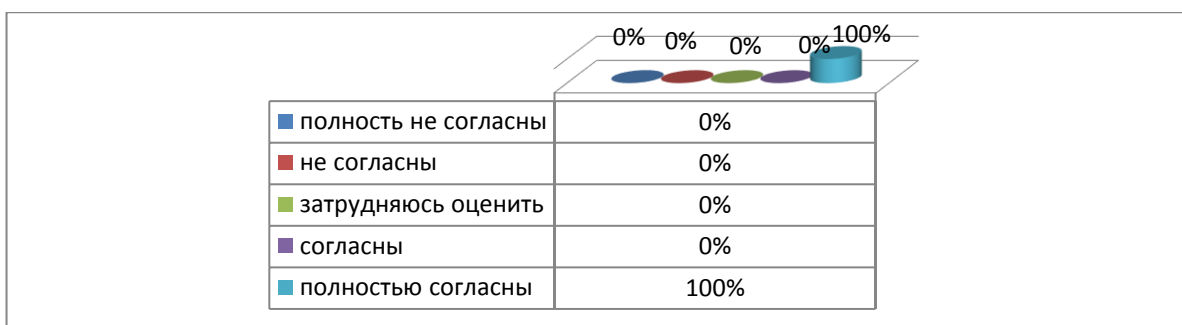 0% 0% 0% 0% 100%
полность не согласны 0%
не согласны 0%
затрудняюсь оценить 0%
согласны 0%
полностью согласны 100%